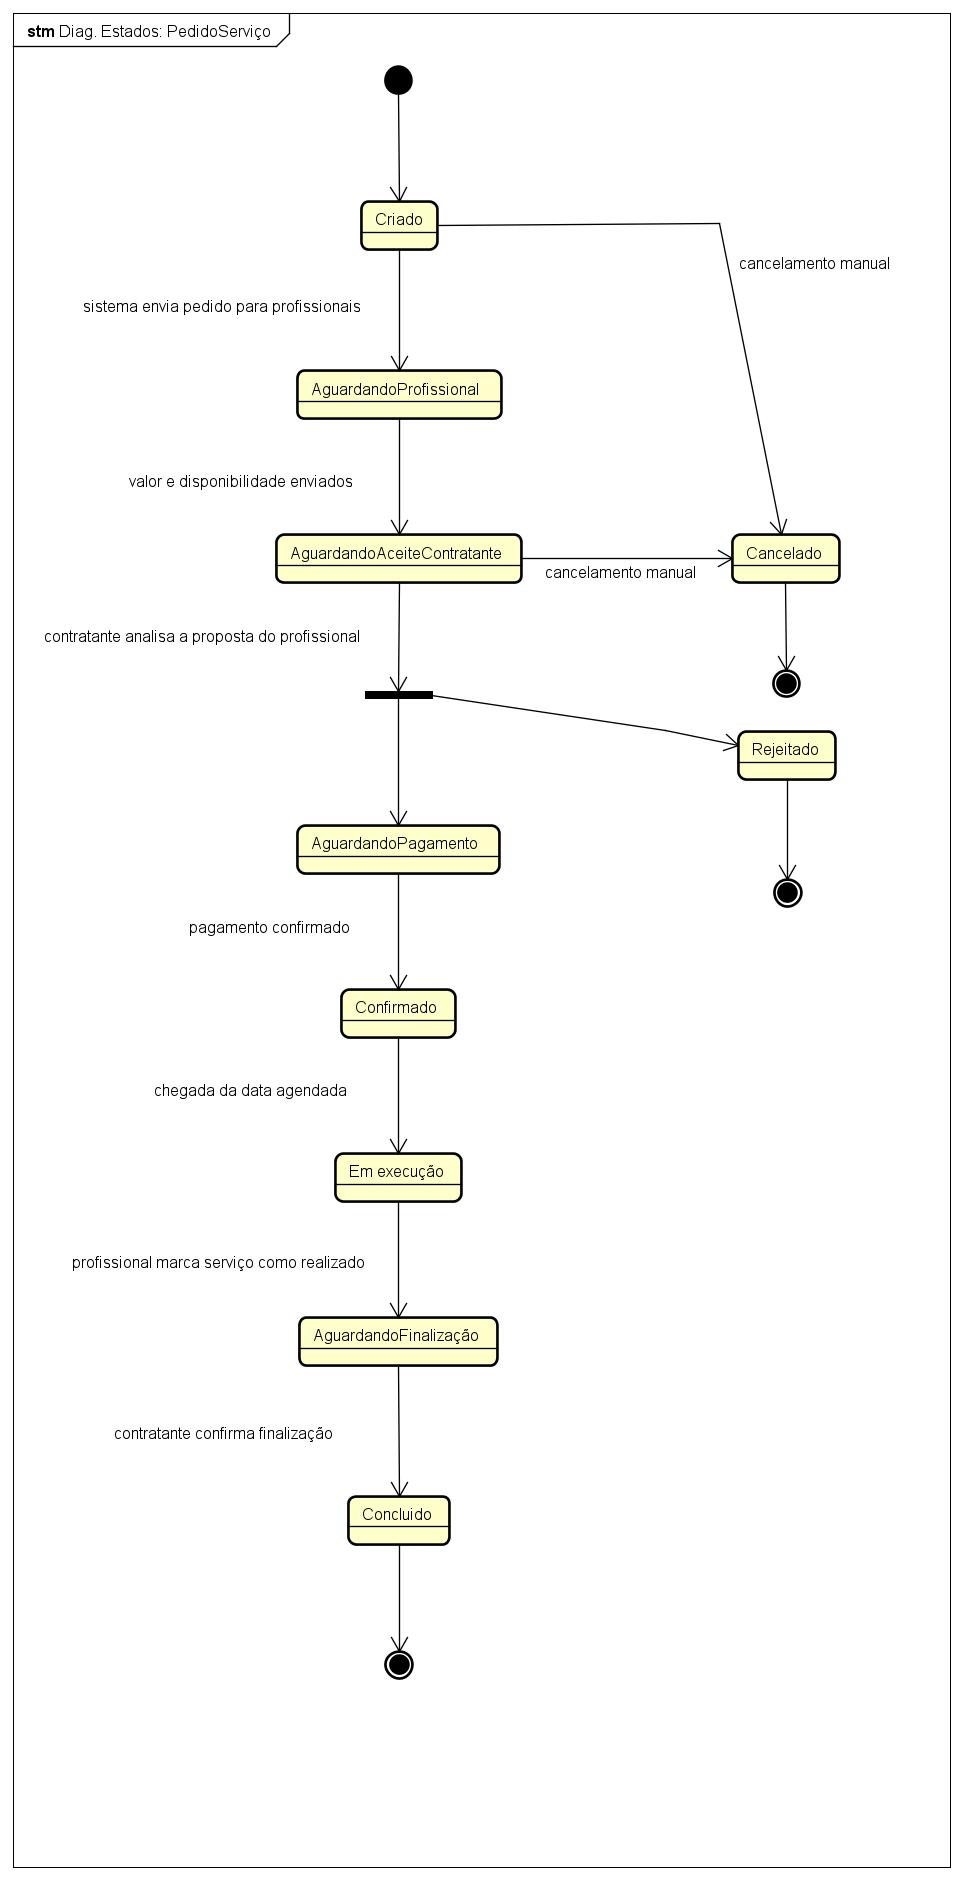 stm Diag. Estados: PedidoServiço
Criado
cancelamento manual
sistema envia pedido para profissionais
AguardandoProfissional
valor e disponibilidade enviados
AguardandoAceiteContratante
Cancelado
cancelamento manual
contratante analisa a proposta do profissional
Rejeitado
AguardandoPagamento
pagamento confirmado
Confirmado
chegada da data agendada
Em execução
profissional marca serviço como realizado
AguardandoFinalização
contratante confirma finalização
Concluido